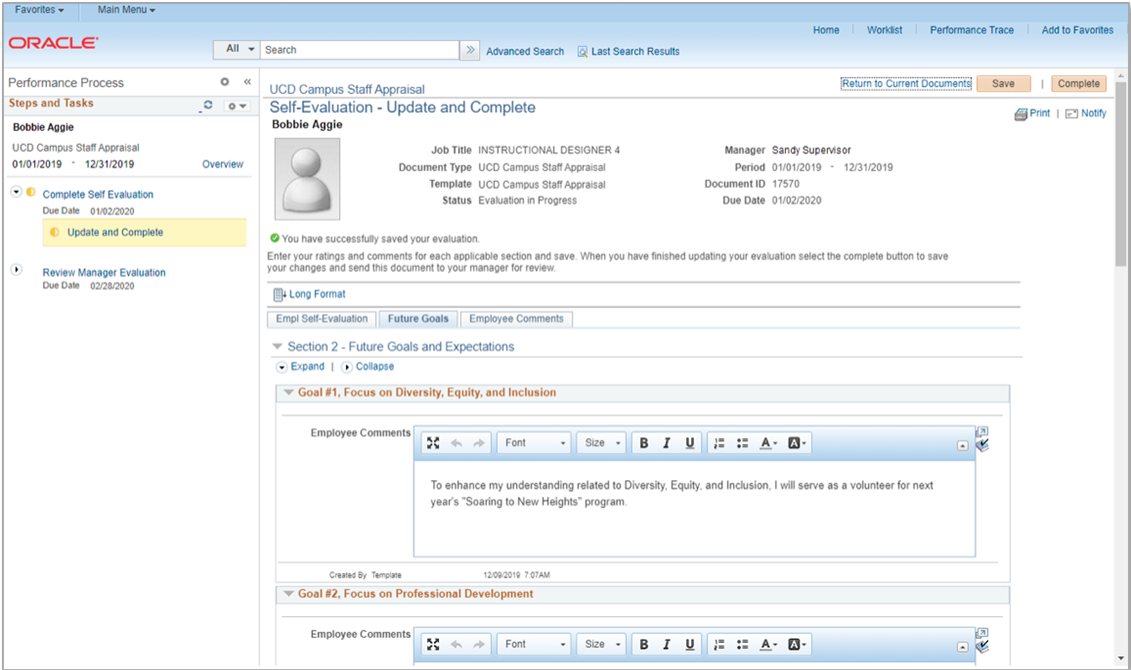 Favorites Main Menu
ORACLE
All Search Advanced Search Last Search Results
Home Worklist Performance Trace Add to Favorites
Performance Process
Steps and Tasks
Bobbie Aggie
UCD Campus Staff Appraisal
01/01/2019 - 12/31/2019 Overview
Complete Self Evaluation
Due Date 01/02/2020
Update and Complete
Review Manager Evaluation
Due Date 02/28/2020
Return to Current Documents Save | Complete
UCD Campus Staff Appraisal
Self-Evaluation - Update and Complete
Print | Notify
Bobbie Aggie
Job Title INSTRUCTIONAL DESIGNER 4 Manager Sandy Supervisor
Document Type UCD Campus Staff Appraisal Period 01/01/2019 - 12/31/2019
Template UCD Campus Staff Appraisal Document ID 17570
Status Evaluation in Progress Due Date 01/02/2020
You have successfully saved your evaluation.
Enter your ratings and comments for each applicable section and save. When you have finished updating your evaluation select the complete button to save
your changes and send this document to your manager for review.
Long Format
Empl Self-Evaluation Future Goals Employee Comments
Section 2 - Future Goals and Expectations
Expand | Collapse
Goal #1, Focus on Diversity, Equity, and Inclusion
Employee Comments Font Size B I U A A
To enhance my understanding related to Diversity, Equity, and Inclusion, I will serve as a volunteer for next
year's "Soaring to New Heights" program.
Created By Template 12/09/2019 7:07AM
Goal #2, Focus on Professional Development
Employee Comments Font Size B I U A A